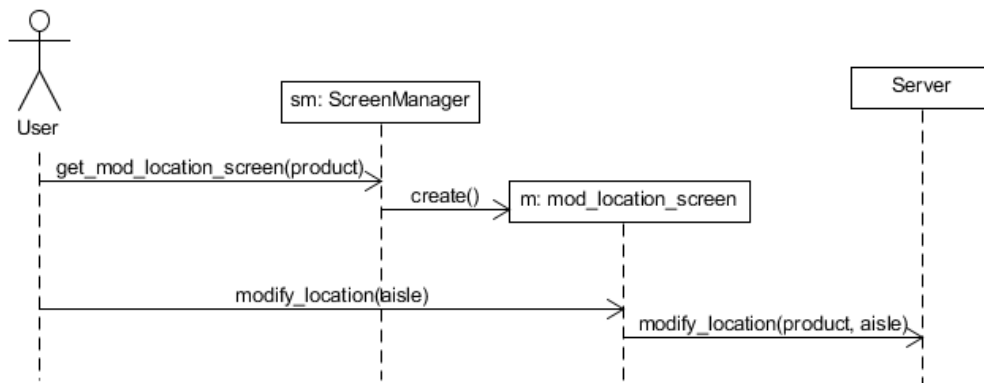 Server
sm: ScreenManager
User
get_mod_location_screen(product)
create()
m: mod_location_screen
modify_location(aisle)
modify_location(product, aisle)